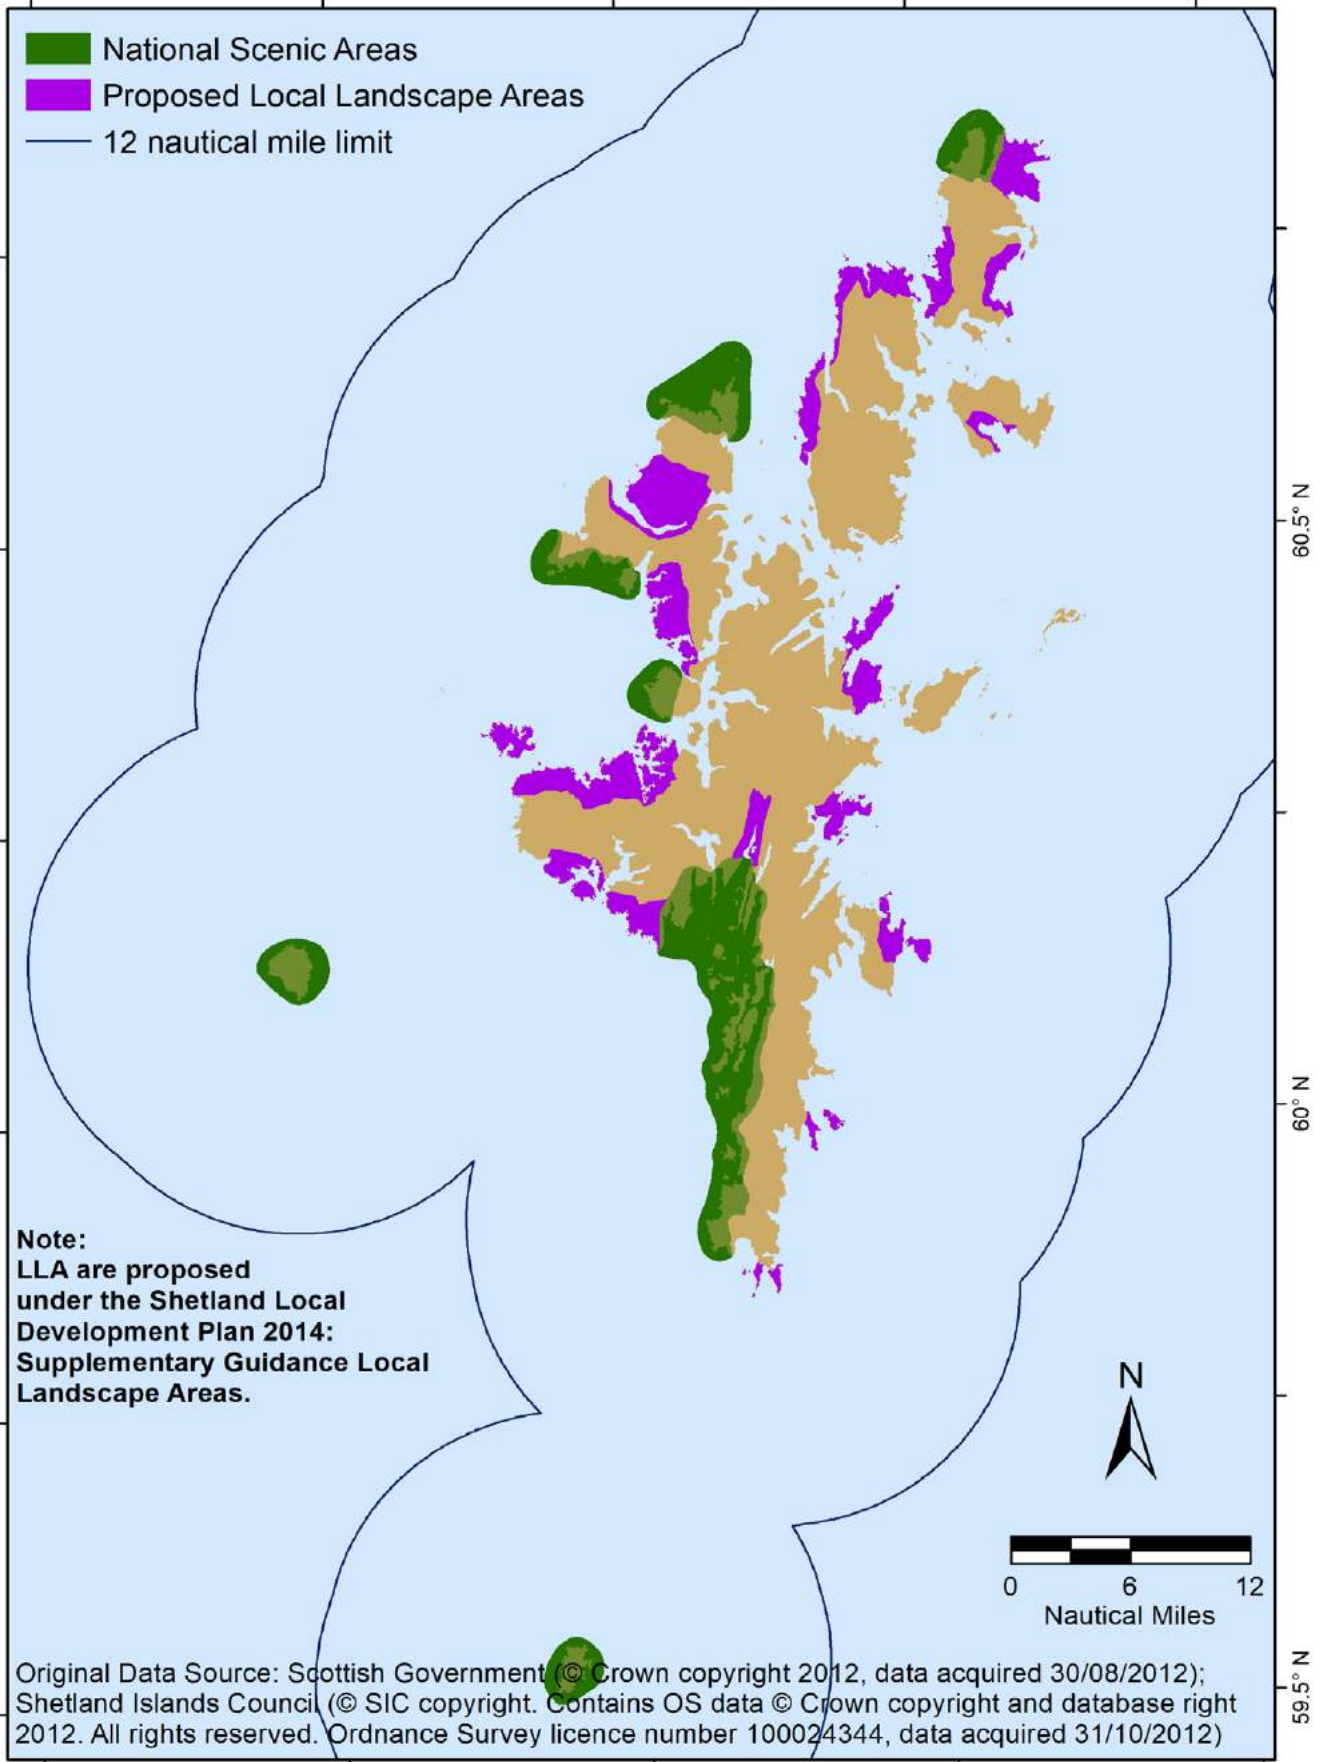 National Scenic Areas
Proposed Local Landscape Areas
12 nautical mile limit
60.5° N
60° N
Note:
LLA are proposed
under the Shetland Local
Development Plan 2014:
Supplementary Guidance Local
Landscape Areas.
N
0 6 12
Nautical Miles
59.5° N
Original Data Source: Scottish Government (© Crown copyright 2012, data acquired 30/08/2012);
Shetland Islands Council (© SIC copyright. Contains OS data © Crown copyright and database right
2012. All rights reserved. Ordnance Survey licence number 100024344, data acquired 31/10/2012)